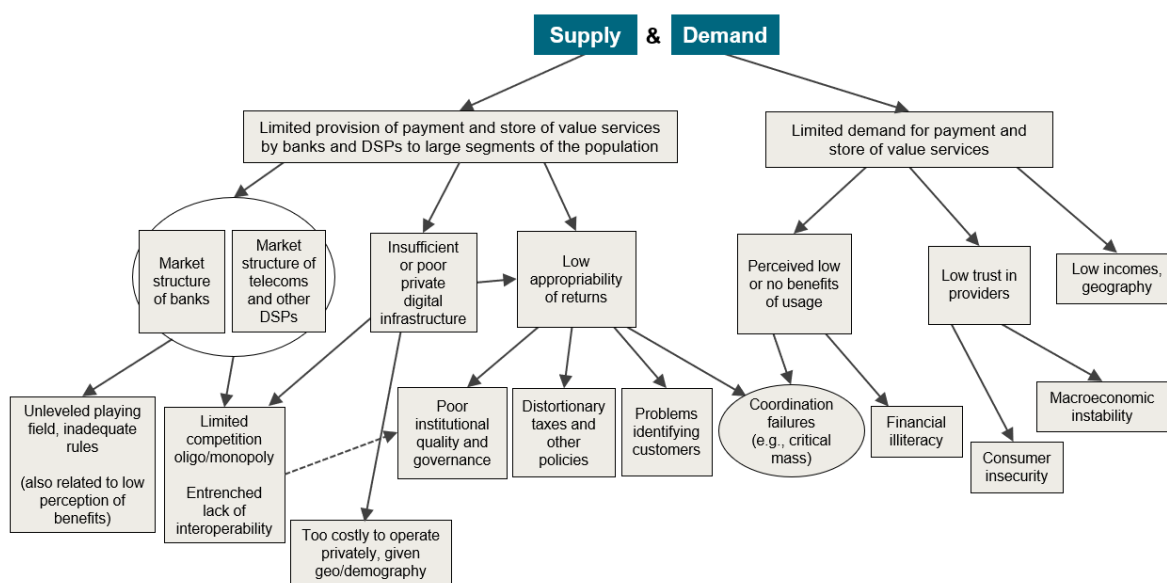 Supply & Demand
Limited provision of payment and store of value services
by banks and DSPs to large segments of the population
Limited demand for payment and
store of value services
Market
structure
of banks
Market
structure of
telecoms
and other
DSPs
Insufficient
or poor
private
digital
infrastructure
Low
appropriability
of returns
Perceived low
or no benefits
of usage
Low trust in
providers
Low incomes,
geography
Unleveled playing
field, inadequate
rules
(also related to low
perception of
benefits)
Limited
competition
oligo/monopoly
Entrenched
lack of
interoperability
Too costly to operate
privately, given
geo/demography
Poor
institutional
quality and
governance
Distortionary
taxes and
other
policies
Problems
identifying
customers
Coordination
failures
(e.g., critical
mass)
Financial
illiteracy
Consumer
insecurity
Macroeconomic
instability